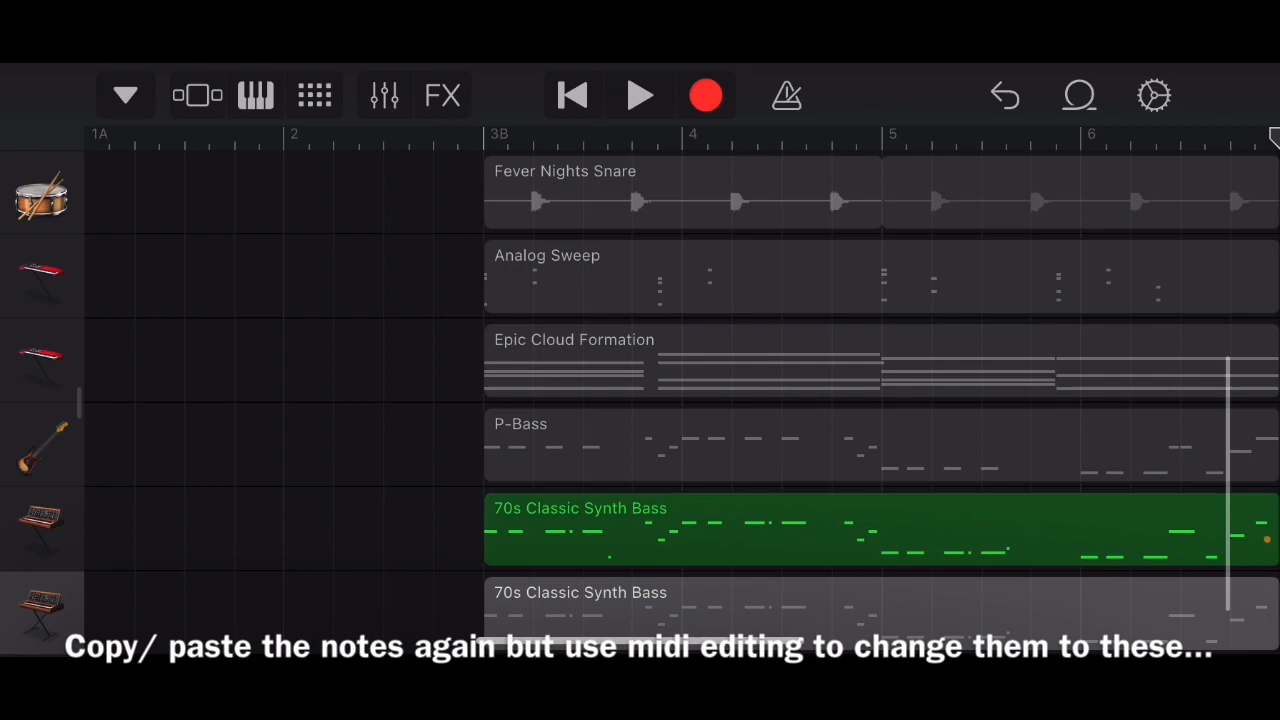 FX
1A 2 3B 4 5 6
Fever Nights Snare
Analog Sweep
Epic Cloud Formation
P-Bass
70s Classic Synth Bass
70s Classic Synth Bass
Copy/ paste the notes again but use midi editing to change them to these...